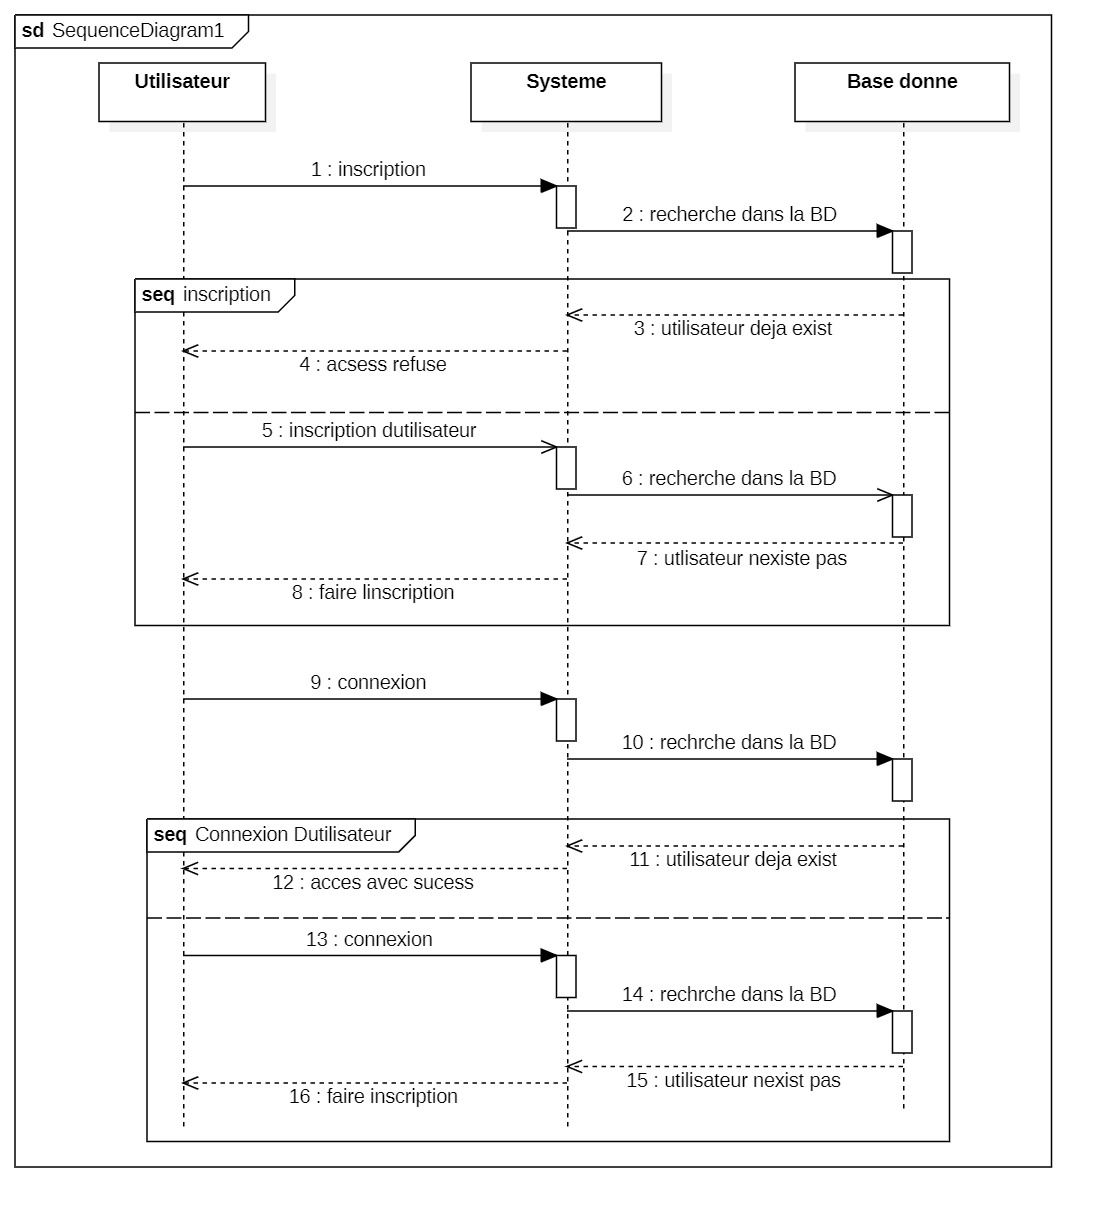 sd SequenceDiagram1
Utilisateur
Systeme
Base donne
1 : inscription
2 : recherche dans la BD
seq inscription
3 : utilisateur deja exist
4 : acsess refuse
5 : inscription dutilisateur
6 : recherche dans la BD
7 : utlisateur nexiste pas
8 : faire linscription
9 : connexion
10 : rechrche dans la BD
seq Connexion Dutilisateur
11 : utilisateur deja exist
12 : acces avec sucess
13 : connexion
14 : rechrche dans la BD
15 : utilisateur nexist pas
16 : faire inscription